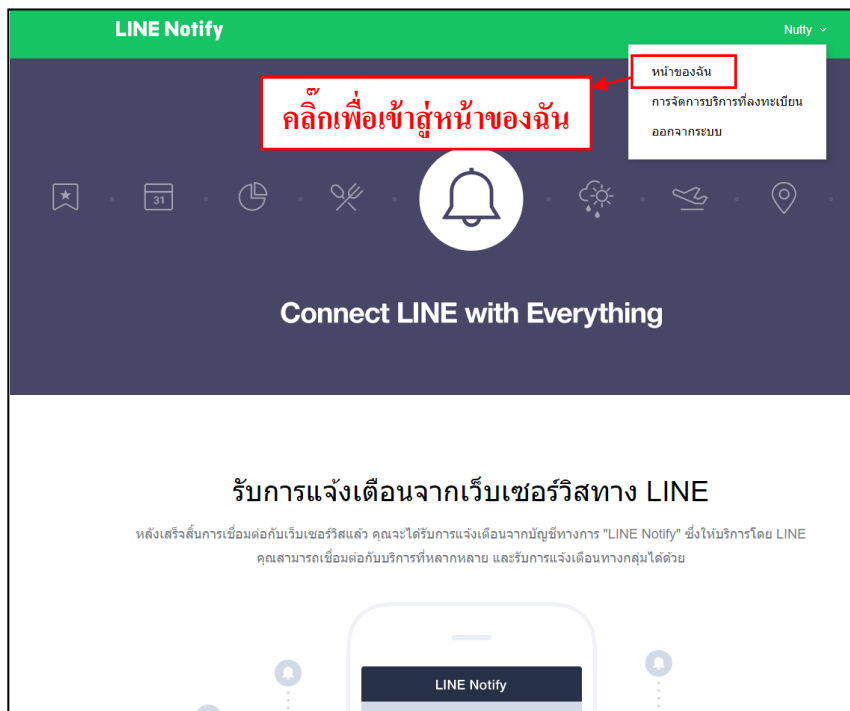 LINE Notify
Nutty
หน้าของฉัน
การจัดการบริการที่ลงทะเบียน
ออกจากระบบ
คลิ๊กเพื่อเข้าสู่หน้าของฉัน
31
Connect LINE with Everything
รับการแจ้งเตือนจากเว็บเซอร์วิสทาง LINE
หลังเสร็จสิ้นการเชื่อมต่อกับเว็บเซอร์วิสแล้ว คุณจะได้รับการแจ้งเตือนจากบัญชีทางการ "LINE Notify" ซึ่งให้บริการโดย LINE
คุณสามารถเชื่อมต่อกับบริการที่หลากหลาย และรับการแจ้งเตือนทางกลุ่มได้ด้วย
LINE Notify